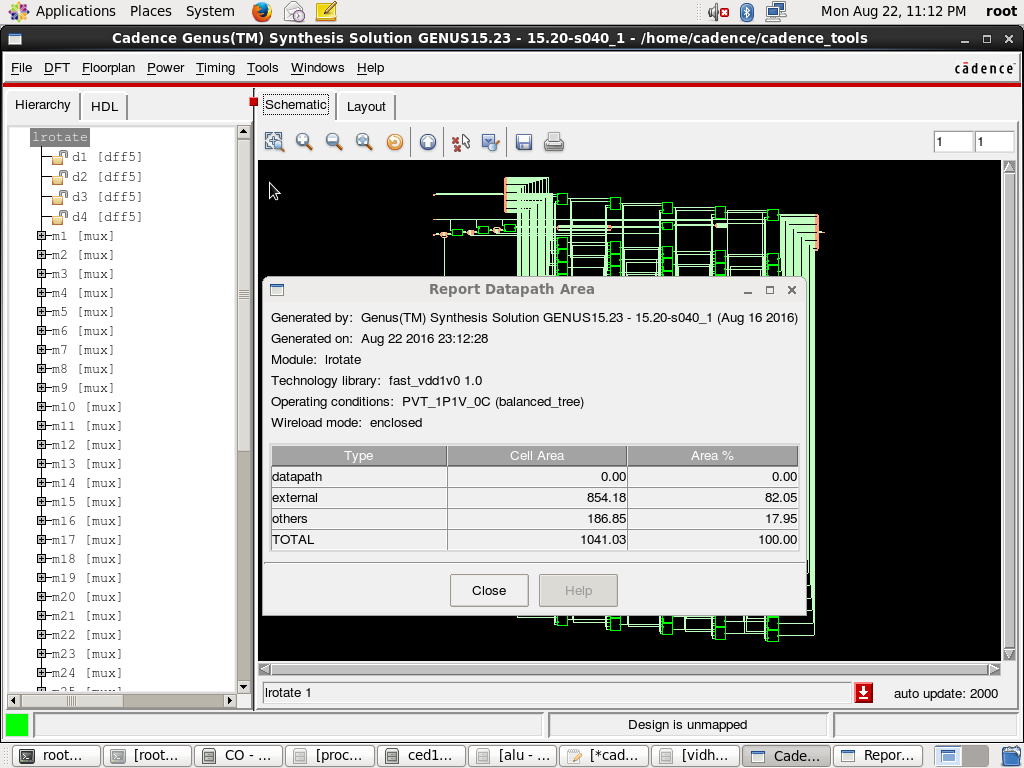 Applications Places System Mon Aug 22, 11:12 PM root
Cadence Genus(TM) Synthesis Solution GENUS15.23 - 15.20-s040_1 - /home/cadence/cadence_tools
File DFT Floorplan Power Timing Tools Windows Help cādence
Hierarchy HDL
Schematic Layout
1 1
lrotate
d1 [dff5]
d2 [dff5]
d3 [dff5]
d4 [dff5]
m1 [mux]
m2 [mux]
m3 [mux]
m4 [mux]
m5 [mux]
m6 [mux]
m7 [mux]
m8 [mux]
m9 [mux]
m10 [mux]
m11 [mux]
m12 [mux]
m13 [mux]
m14 [mux]
m15 [mux]
m16 [mux]
m17 [mux]
m18 [mux]
m19 [mux]
m20 [mux]
m21 [mux]
m22 [mux]
m23 [mux]
m24 [mux]
m25 [mux]
Report Datapath Area
Generated by: Genus(TM) Synthesis Solution GENUS15.23 - 15.20-s040_1 (Aug 16 2016)
Generated on: Aug 22 2016 23:12:28
Module: lrotate
Technology library: fast_vdd1v0 1.0
Operating conditions: PVT_1P1V_0C (balanced_tree)
Wireload mode: enclosed
Type Cell Area Area %
datapath 0.00 0.00
external 854.18 82.05
others 186.85 17.95
TOTAL 1041.03 100.00
Close Help
lrotate 1 auto update: 2000
Design is unmapped
root... [root... CO - ... [proc... ced1... [alu - ... [*cad... [vidh... Cade... Repor...